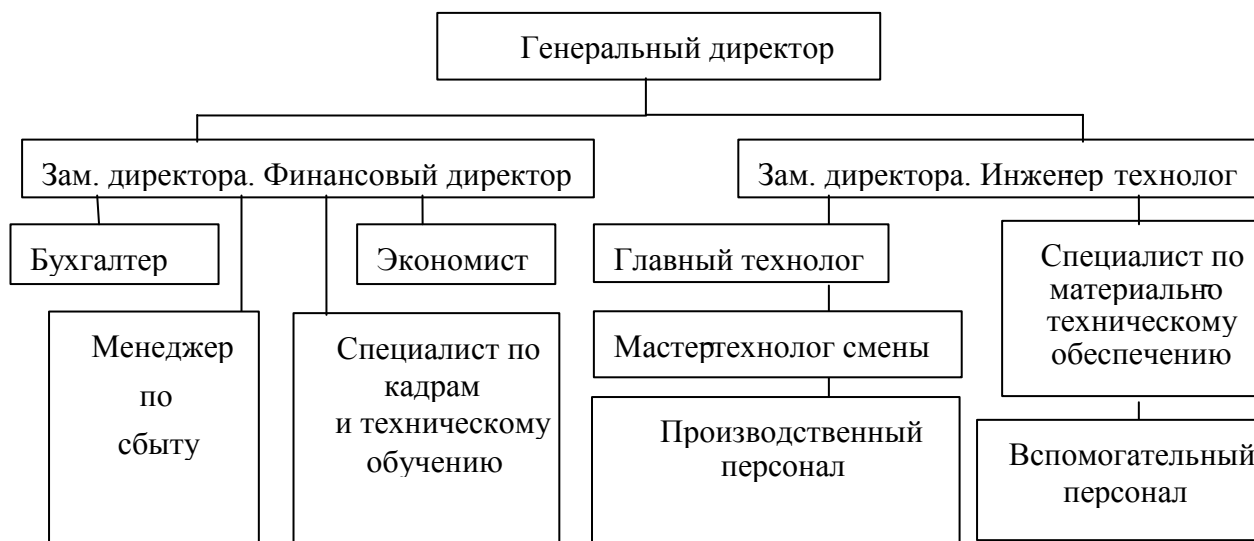 Генеральный директор
Зам. директора. Финансовый директор
Зам. директора. Инженер технолог
Бухгалтер
Экономист
Главный технолог
Специалист по
материально
техническому
обеспечению
Менеджер
по
сбыту
Специалист по
кадрам
и техническому
обучению
Мастертехнолог смены
Производственный
персонал
Вспомогательный
персонал